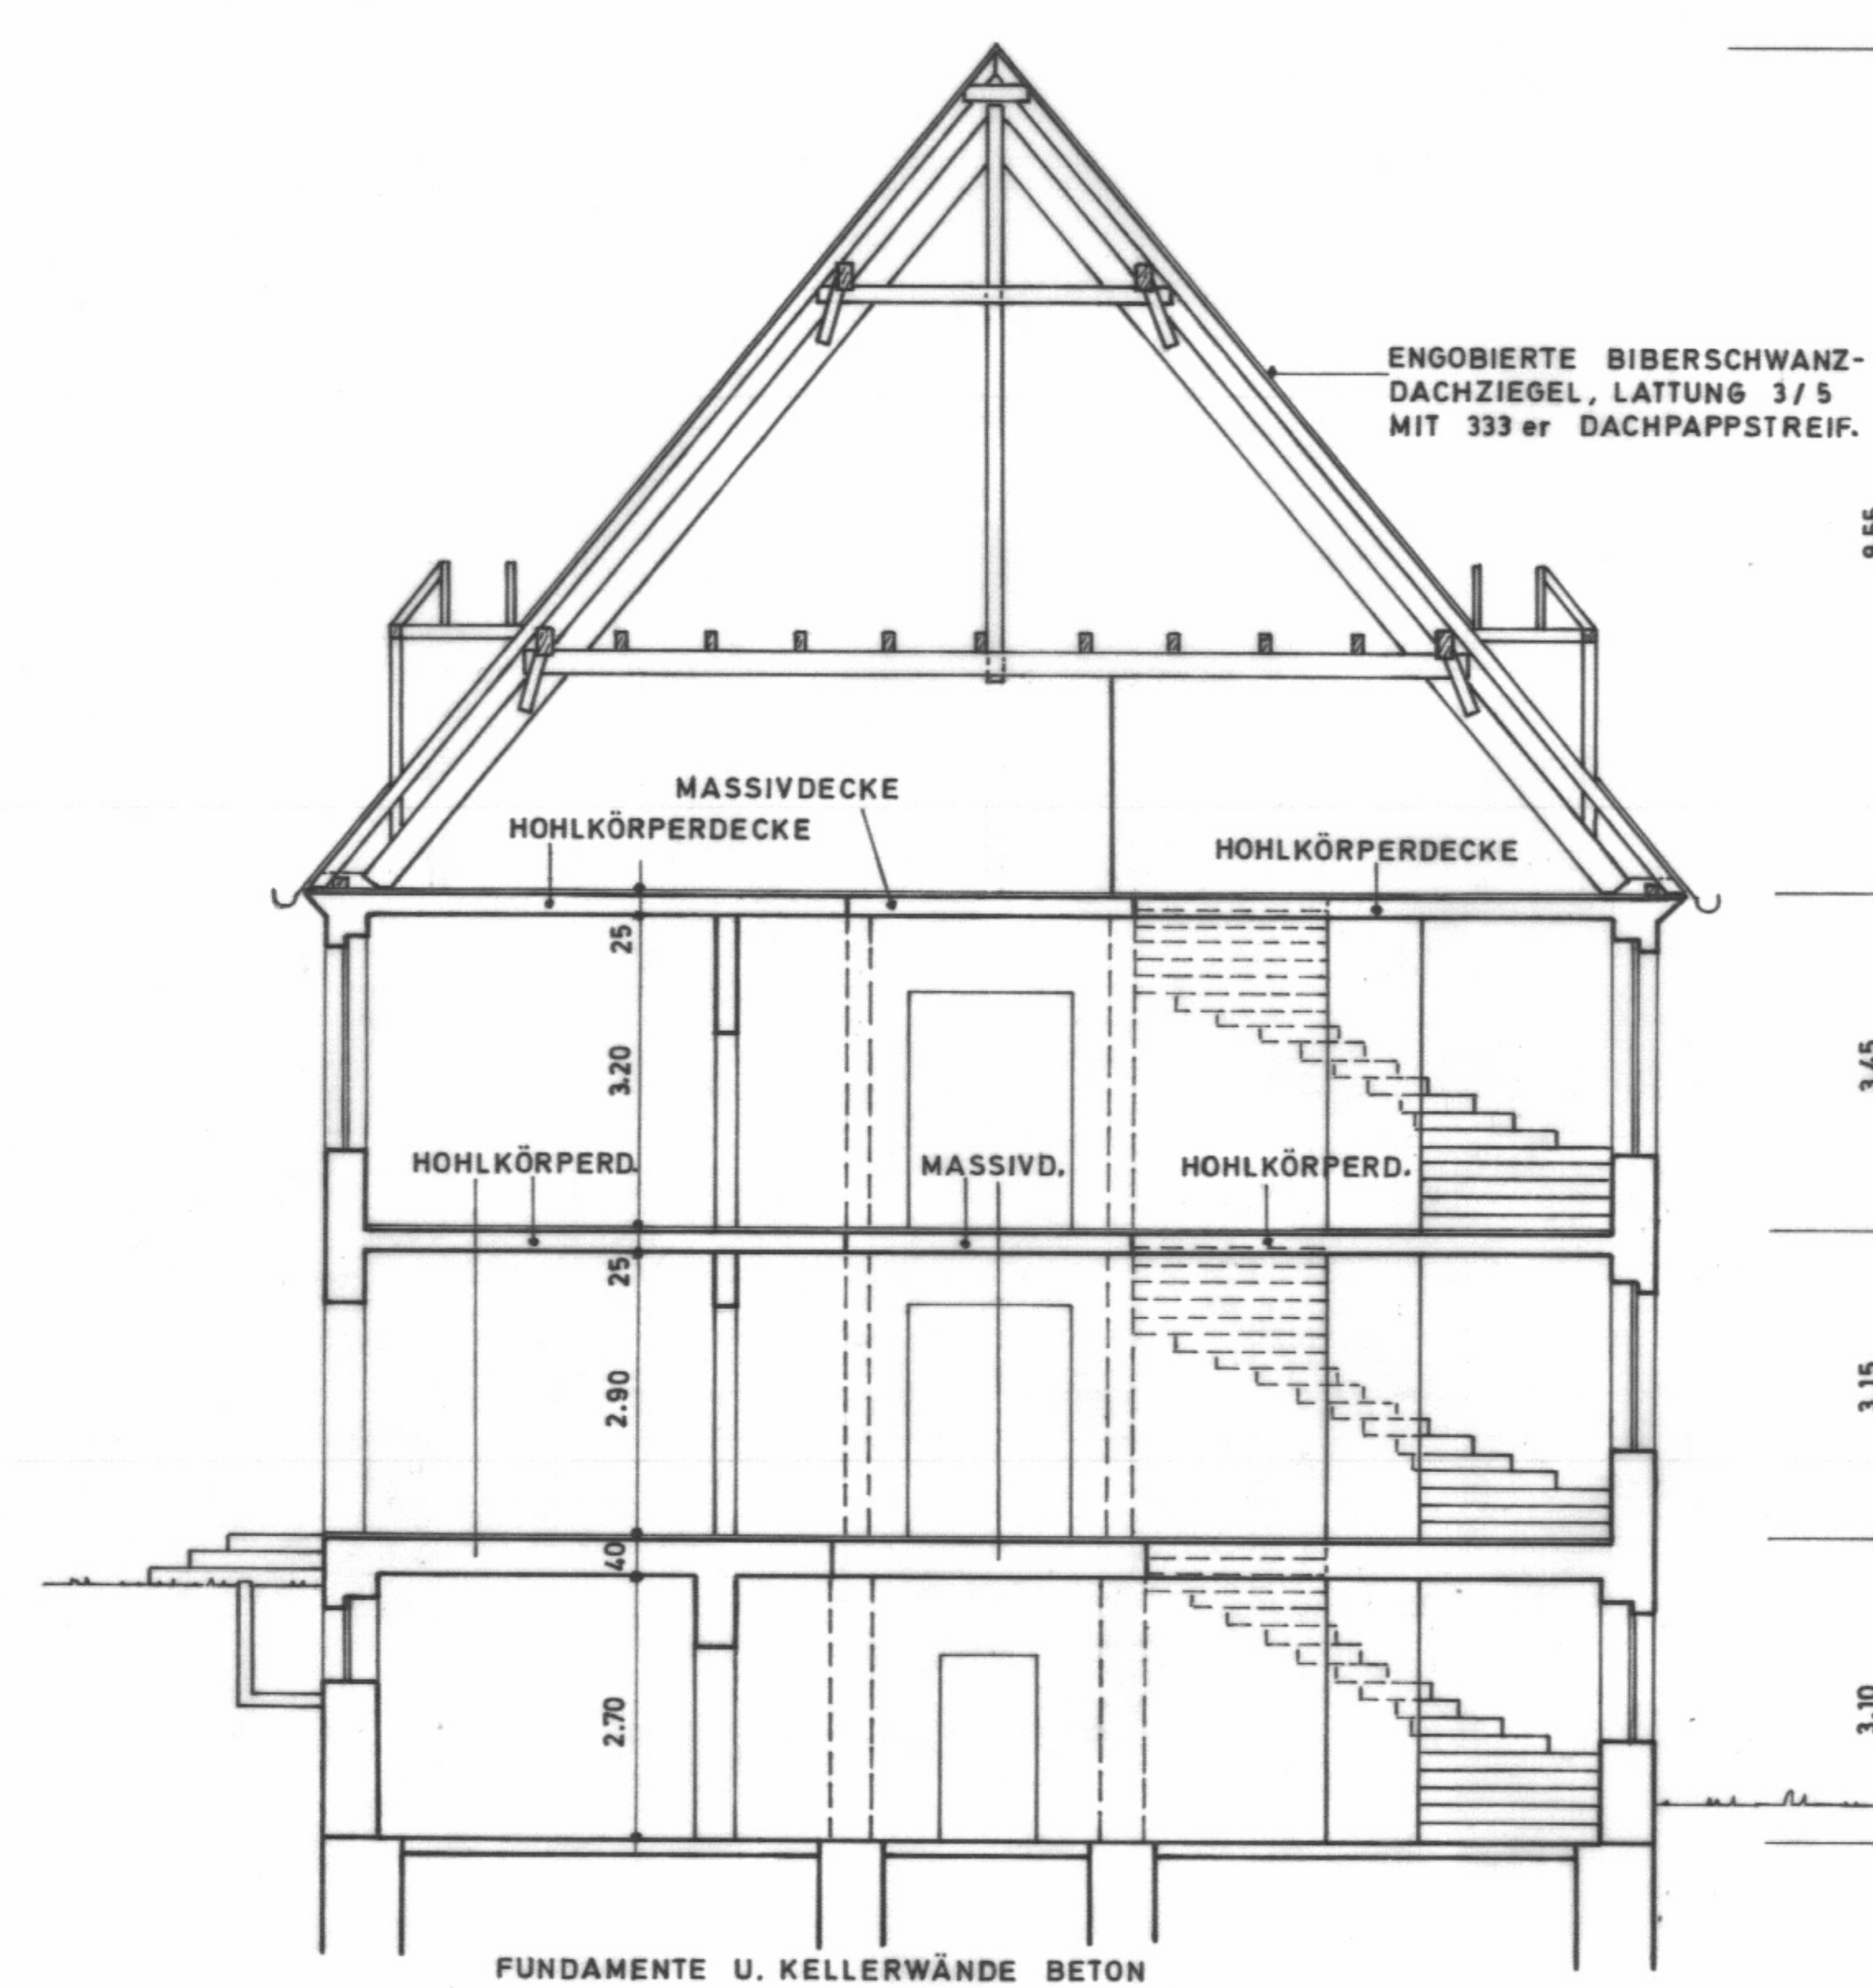 ENGOBIERTE BIBERSCHWANZ-
DACHZIEGEL, LATTUNG 3/5
MIT 333 er DACHPAPPSTREIF.
MASSIVDECKE
HOHLKÖRPERDECKE
HOHLKÖRPERDECKE
25
3.20
3.45
HOHLKÖRPERD.
MASSIVD.
HOHLKÖRPERD.
25
2.90
3.15
40
2.70
3.10
FUNDAMENTE U. KELLERWÄNDE BETON